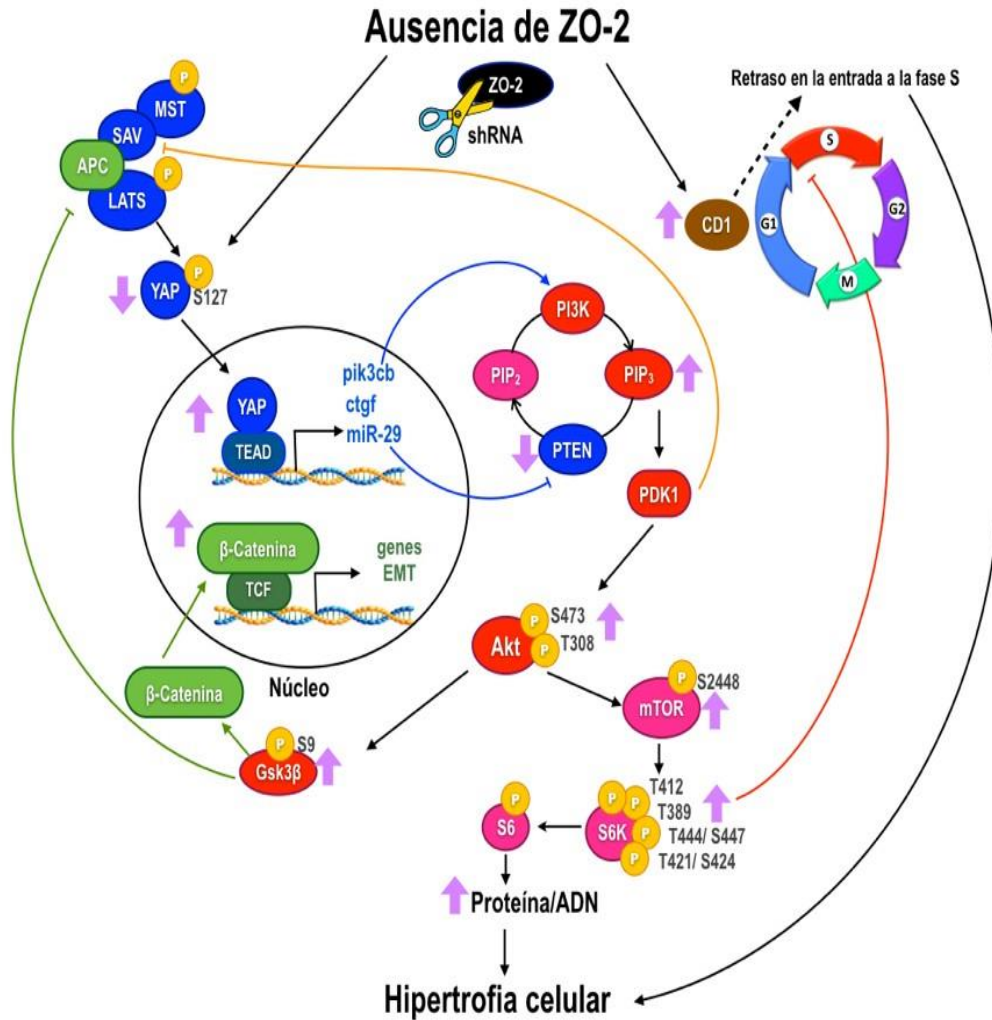 Ausencia de ZO-2
ZO-2
shRNA
Retraso en la entrada a la fase S
P
MST
SAV
APC
P
LATS
S
G1
G2
M
CD1
P
YAP
S127
PI3K
PIP₂
PIP₃
PTEN
PDK1
pik3cb
ctgf
miR-29
YAP
TEAD
β-Catenina
TCF
genes
EMT
Núcleo
β-Catenina
P
S9
Gsk3β
P
S473
P
T308
Akt
P
S2448
mTOR
T412
T389
T444/ S447
T421/ S424
P
P
P
P
S6K
P
S6
Proteína/ADN
Hipertrofia celular